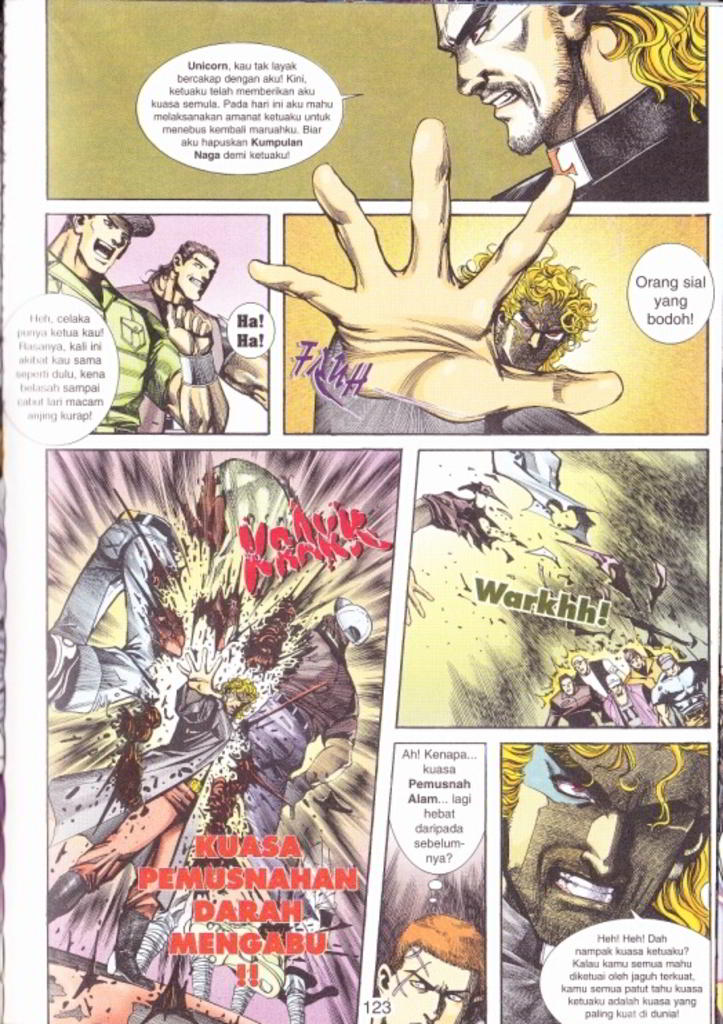 Unicorn, kau tak layak
bercakap dengan aku! Kini,
ketuaku telah memberikan aku
kuasa semula. Pada hari ini aku mahu
melaksanakan amanat ketuaku untuk
menebus kembali maruahku. Biar
aku hapuskan Kumpulan
Naga demi ketuaku!
Heh, celaka
punya ketua kau!
Rasanya, kali ini
akibat kau sama
seperti dulu, kena
belasah sampai
cabut lari macam
anjing kurap!
Ha!
Ha!
Orang sial
yang
bodoh!
KRAKK
KUASA
PEMUSNAHAN
DARAH
MENGABU
!!
Warkhh!
Ah! Kenapa...
kuasa
Pemusnah
Alam... lagi
hebat
daripada
sebelum-
nya?
Heh! Heh! Dah
nampak kuasa ketuaku?
Kalau kamu semua mahu
diketuai oleh jaguh terkuat,
kamu semua patut tahu kuasa
ketuaku adalah kuasa yang
paling kuat di dunia!
123